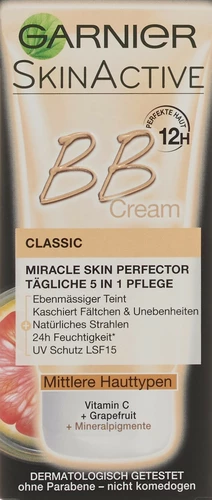 GARNIER
SKINACTIVE
PERFEKTE HAUT
12H
BB
Cream
CLASSIC
MIRACLE SKIN PERFECTOR
TÄGLICHE 5 IN 1 PFLEGE
Ebenmässiger Teint
Kaschiert Fältchen & Unebenheiten
+ Natürliches Strahlen
24h Feuchtigkeit*
UV Schutz LSF15
Mittlere Hauttypen
Vitamin C
+ Grapefruit
+ Mineralpigmente
DERMATOLOGISCH GETESTET
ohne Parabene – nicht komedogen